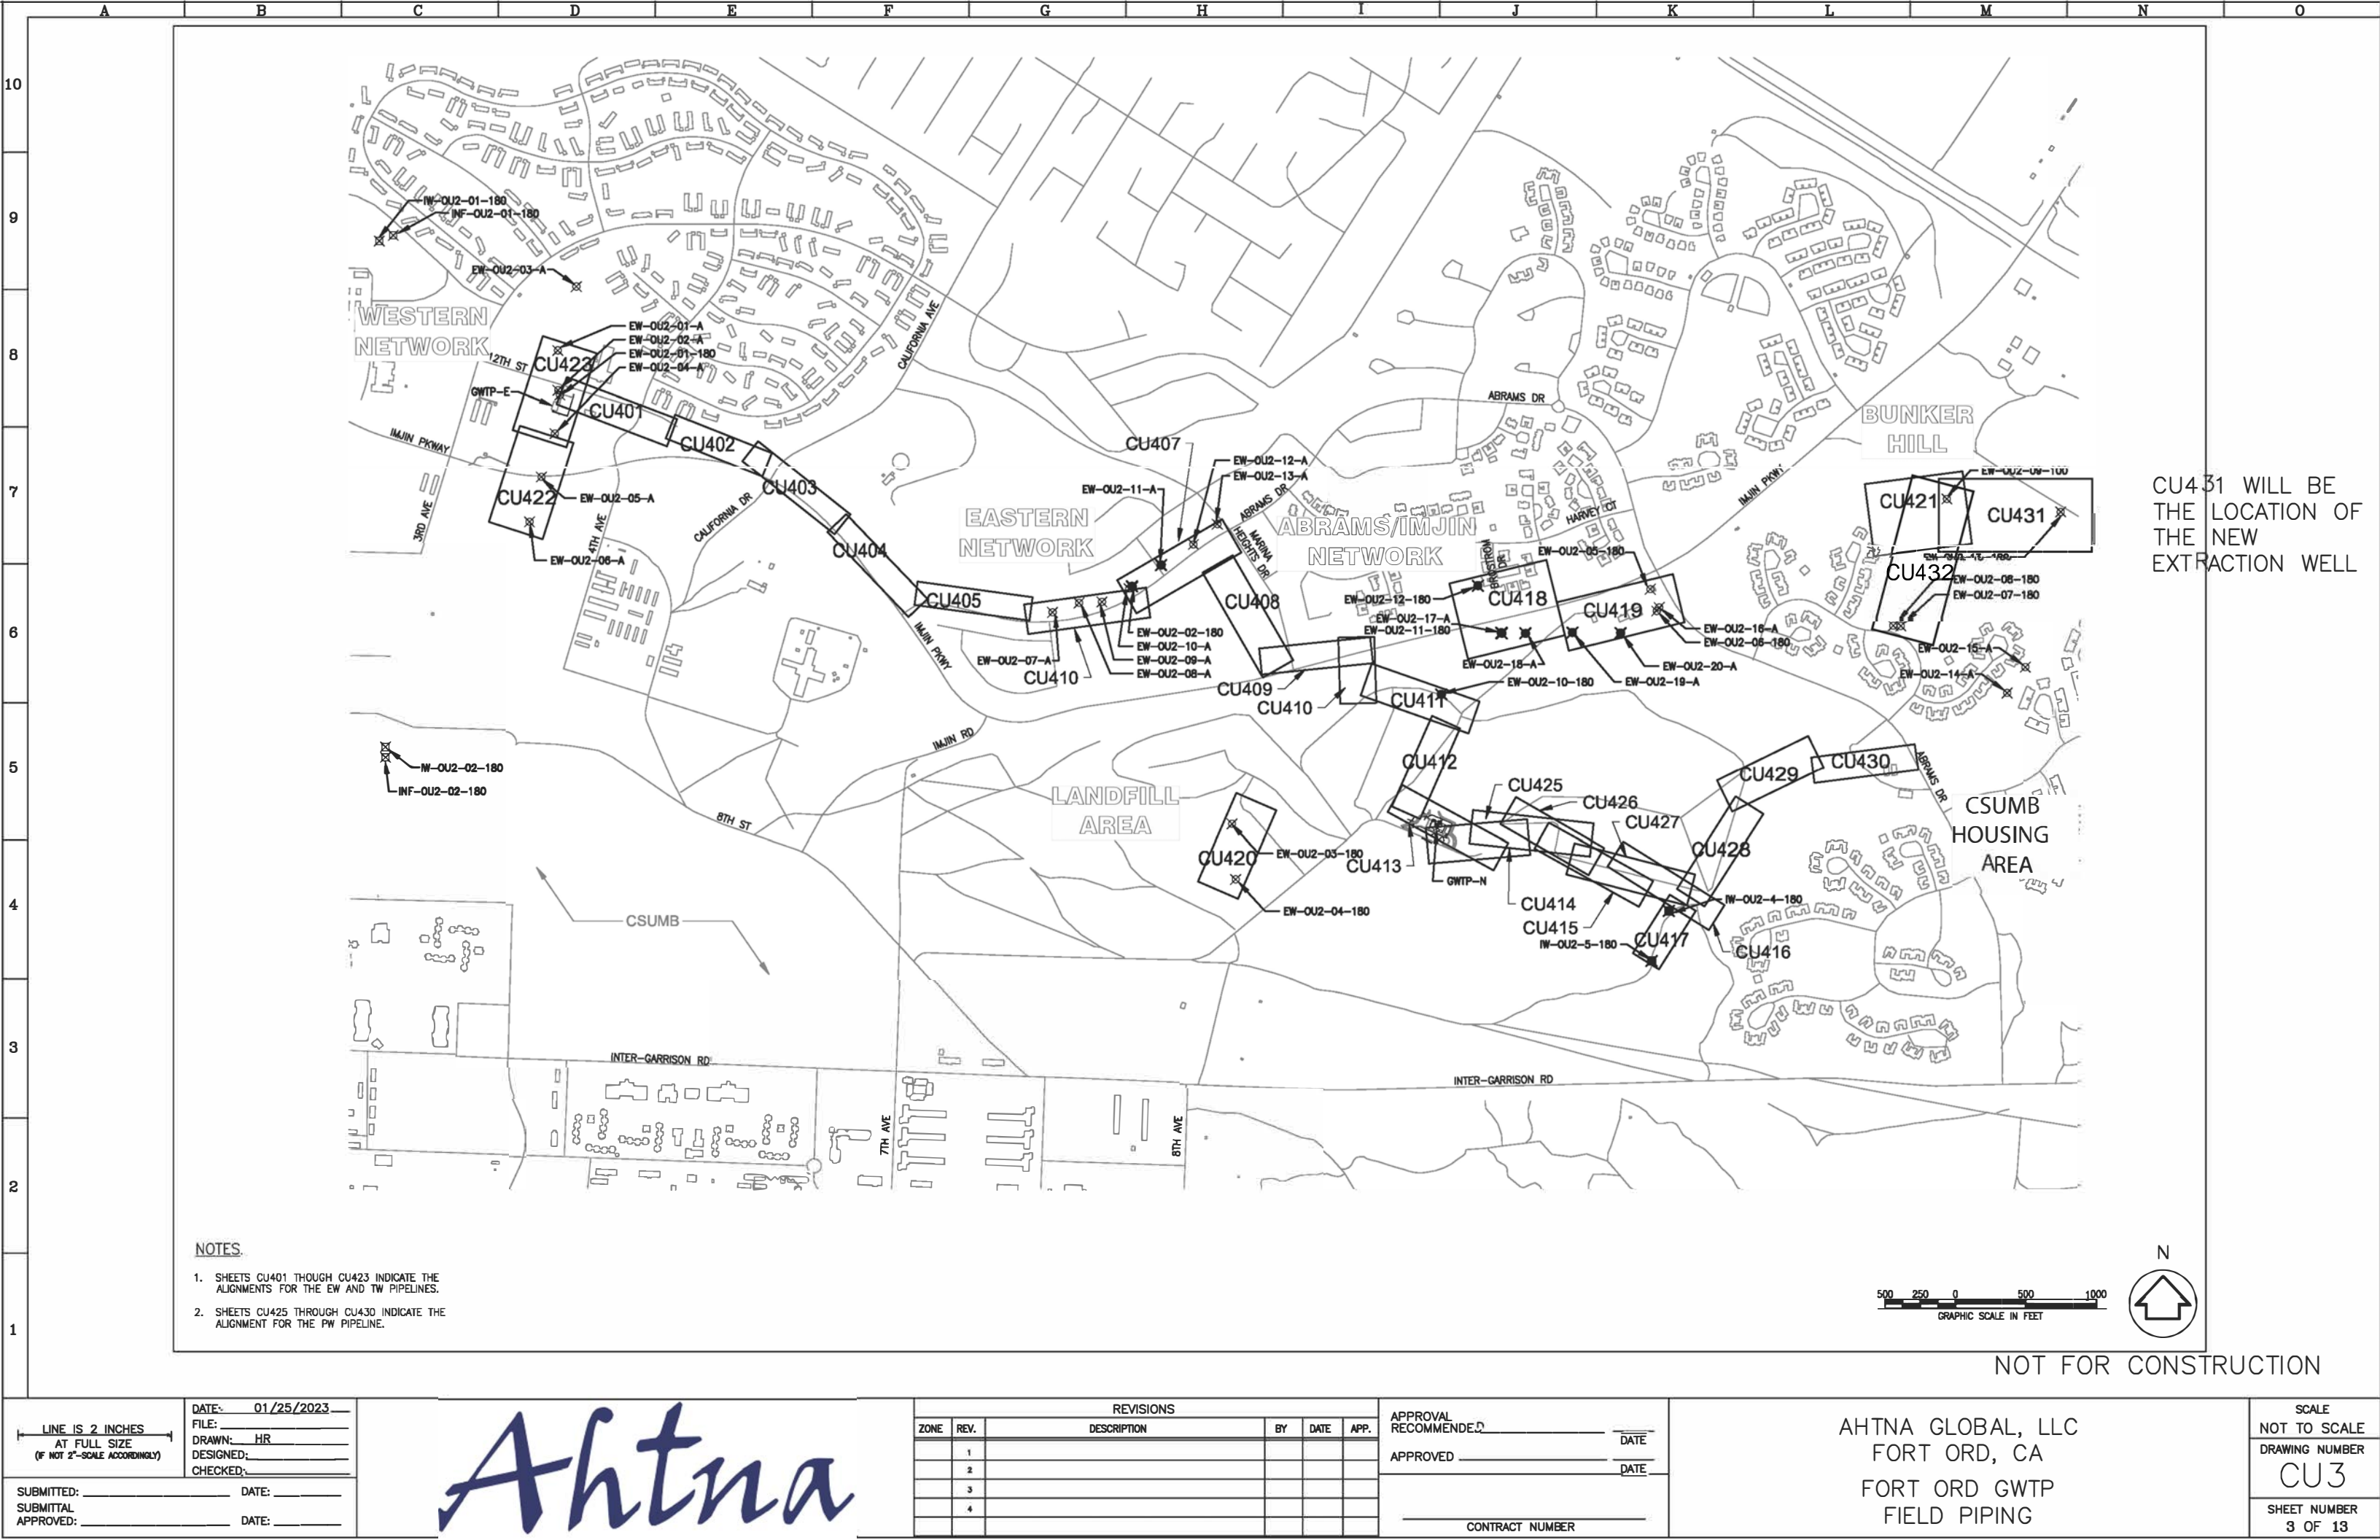 A B C D E F G H I J K L M N O
10
9
8
7
6
5
4
3
2
1
IW-OU2-01-180
INF-OU2-01-180
EW-OU2-03-A
WESTERN
NETWORK
12TH ST
CU423
EW-OU2-01-A
EW-OU2-02-A
EW-OU2-01-180
EW-OU2-04-A
GWTP-E
CU401
IMJIN PKWAY
CU402
CU403
CU422
EW-OU2-05-A
EW-OU2-06-A
3RD AVE
4TH AVE
CALIFORNIA DR
CALIFORNIA AVE
CU404
CU405
IMJIN PKWY
EASTERN
NETWORK
CU407
EW-OU2-12-A
EW-OU2-13-A
EW-OU2-11-A
ABRAMS DR
MARINA
HEIGHTS DR
CU408
EW-OU2-02-180
EW-OU2-10-A
EW-OU2-09-A
EW-OU2-08-A
EW-OU2-07-A
CU410
CU409
CU410
ABRAMS/IMJIN
NETWORK
ABRAMS DR
HARVEY CT
BROSTROM
DR
IMJIN PKWY
EW-OU2-05-180
EW-OU2-12-180
EW-OU2-17-A
EW-OU2-11-180
CU418
CU419
EW-OU2-16-A
EW-OU2-06-180
EW-OU2-18-A
EW-OU2-20-A
EW-OU2-19-A
EW-OU2-10-180
CU411
CU412
BUNKER
HILL
CU421
CU431
CU432
EW-OU2-06-180
EW-OU2-07-180
EW-OU2-15-A
EW-OU2-14-A
CU431 WILL BE
THE LOCATION OF
THE NEW
EXTRACTION WELL
IW-OU2-02-180
INF-OU2-02-180
8TH ST
IMJIN RD
LANDFILL
AREA
CU420
EW-OU2-03-180
EW-OU2-04-180
CU413
GWTP-N
CU425
CU426
CU427
CU428
CU429
CU430
ABRAMS DR
CSUMB
HOUSING
AREA
CU414
CU415
IW-OU2-4-180
IW-OU2-5-180
CU417
CU416
CSUMB
INTER-GARRISON RD
INTER-GARRISON RD
7TH AVE
8TH AVE
NOTES.
1. SHEETS CU401 THOUGH CU423 INDICATE THE
ALIGNMENTS FOR THE EW AND TW PIPELINES.
2. SHEETS CU425 THROUGH CU430 INDICATE THE
ALIGNMENT FOR THE PW PIPELINE.
500 250 0 500 1000
GRAPHIC SCALE IN FEET
N
NOT FOR CONSTRUCTION
LINE IS 2 INCHES
AT FULL SIZE
(IF NOT 2"-SCALE ACCORDINGLY)
DATE: 01/25/2023
FILE:
DRAWN: HR
DESIGNED:
CHECKED:
SUBMITTED: DATE:
SUBMITTAL
APPROVED: DATE:
Ahtna
REVISIONS
ZONE REV. DESCRIPTION BY DATE APP.
1
2
3
4
APPROVAL
RECOMMENDED
DATE
APPROVED
DATE
CONTRACT NUMBER
AHTNA GLOBAL, LLC
FORT ORD, CA
FORT ORD GWTP
FIELD PIPING
SCALE
NOT TO SCALE
DRAWING NUMBER
CU3
SHEET NUMBER
3 OF 13